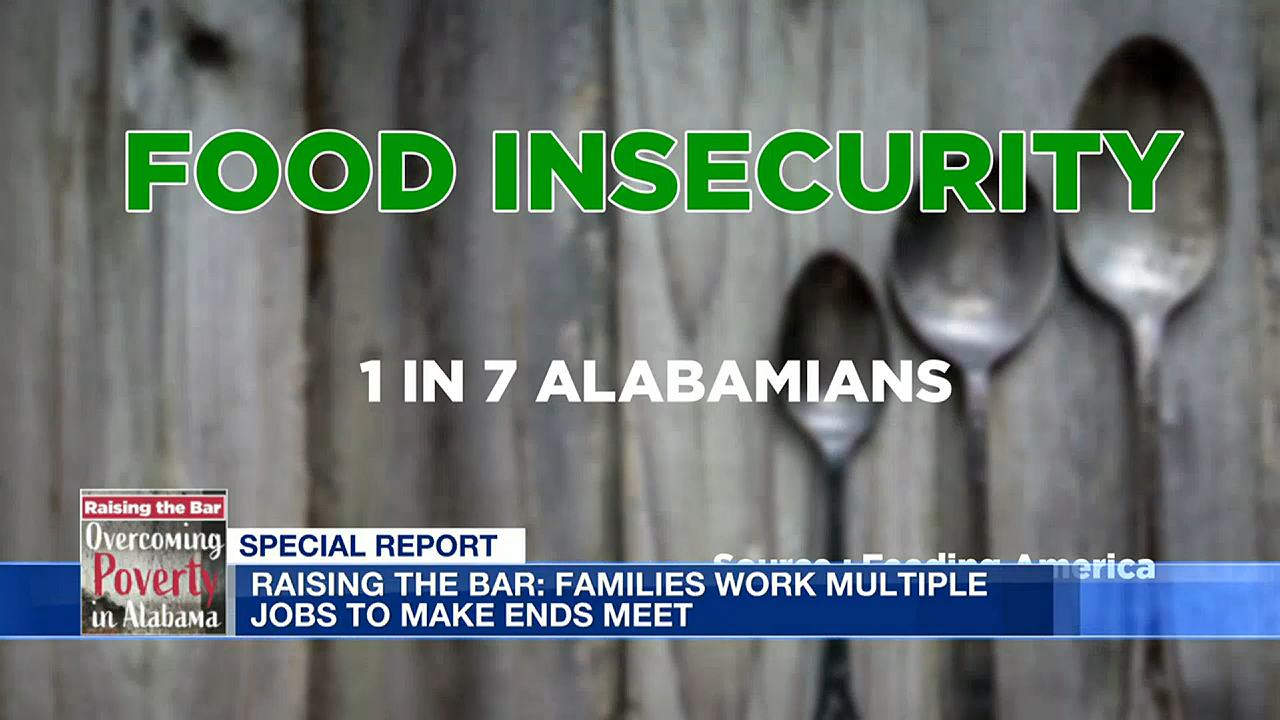 FOOD INSECURITY
1 IN 7 ALABAMIANS
Source: Feeding America
Raising the Bar
Overcoming
Poverty
in Alabama
SPECIAL REPORT
RAISING THE BAR: FAMILIES WORK MULTIPLE
JOBS TO MAKE ENDS MEET